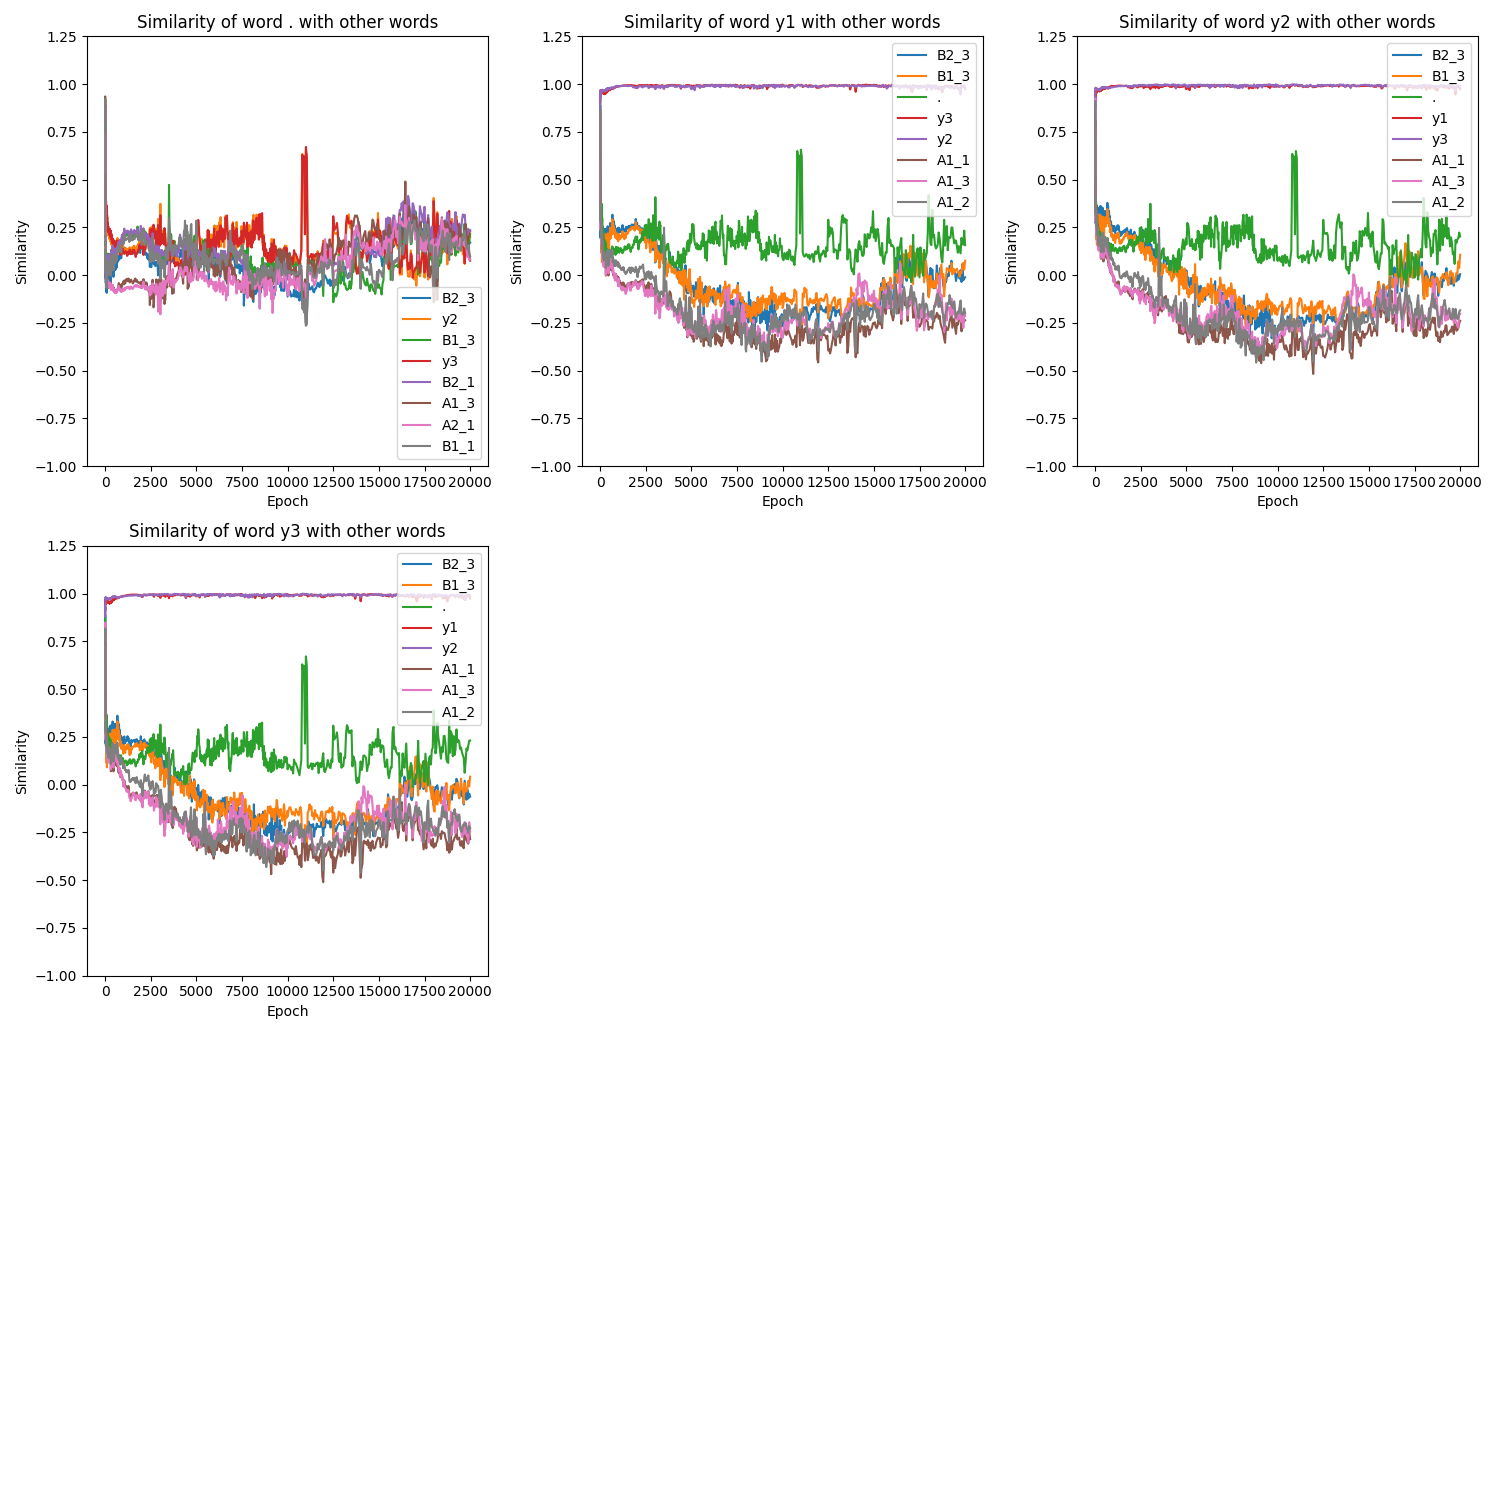 Similarity of word . with other words
1.25
1.00
0.75
0.50
0.25
0.00
−0.25
−0.50
−0.75
−1.00
Similarity
0 2500 5000 7500 10000 12500 15000 17500 20000
Epoch
B2_3
y2
B1_3
y3
B2_1
A1_3
A2_1
B1_1
Similarity of word y1 with other words
1.25
1.00
0.75
0.50
0.25
0.00
−0.25
−0.50
−0.75
−1.00
Similarity
0 2500 5000 7500 10000 12500 15000 17500 20000
Epoch
B2_3
B1_3
.
y3
y2
A1_1
A1_3
A1_2
Similarity of word y2 with other words
1.25
1.00
0.75
0.50
0.25
0.00
−0.25
−0.50
−0.75
−1.00
Similarity
0 2500 5000 7500 10000 12500 15000 17500 20000
Epoch
B2_3
B1_3
.
y1
y3
A1_1
A1_3
A1_2
Similarity of word y3 with other words
1.25
1.00
0.75
0.50
0.25
0.00
−0.25
−0.50
−0.75
−1.00
Similarity
0 2500 5000 7500 10000 12500 15000 17500 20000
Epoch
B2_3
B1_3
.
y1
y2
A1_1
A1_3
A1_2